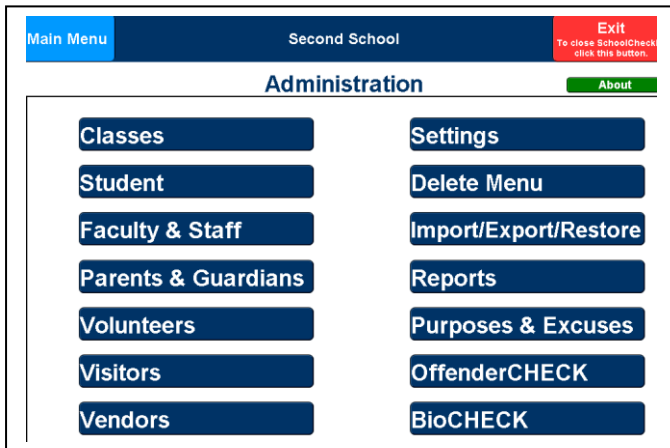 Main Menu
Second School
Exit
To close SchoolCheck
click this button.
Administration
About
Classes
Settings
Student
Delete Menu
Faculty & Staff
Import/Export/Restore
Parents & Guardians
Reports
Volunteers
Purposes & Excuses
Visitors
OffenderCHECK
Vendors
BioCHECK